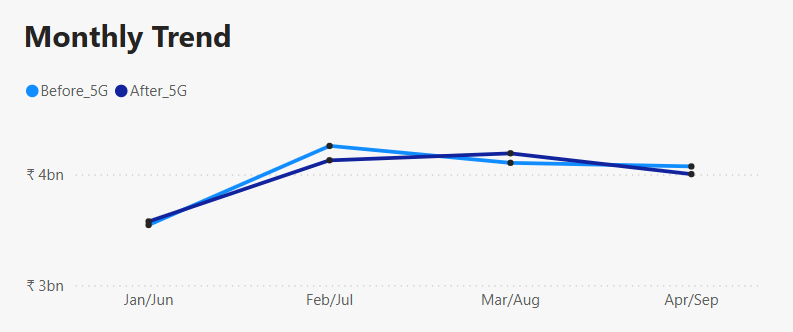 Monthly Trend
Before_5G After_5G
₹ 4bn
₹ 3bn
Jan/Jun Feb/Jul Mar/Aug Apr/Sep